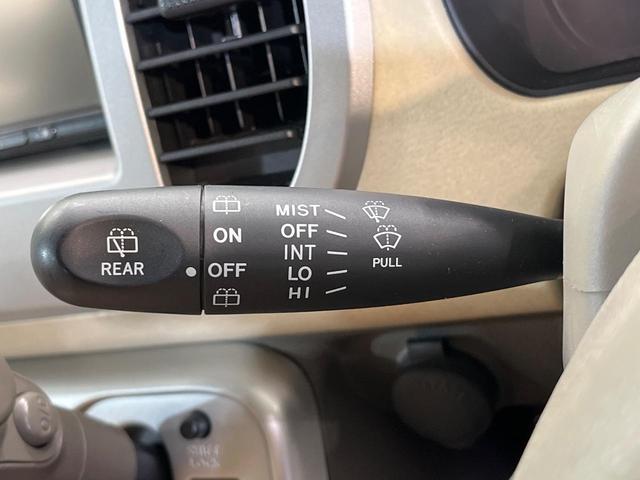 REAR
ON
OFF
MIST
OFF
INT
LO
HI
PULL